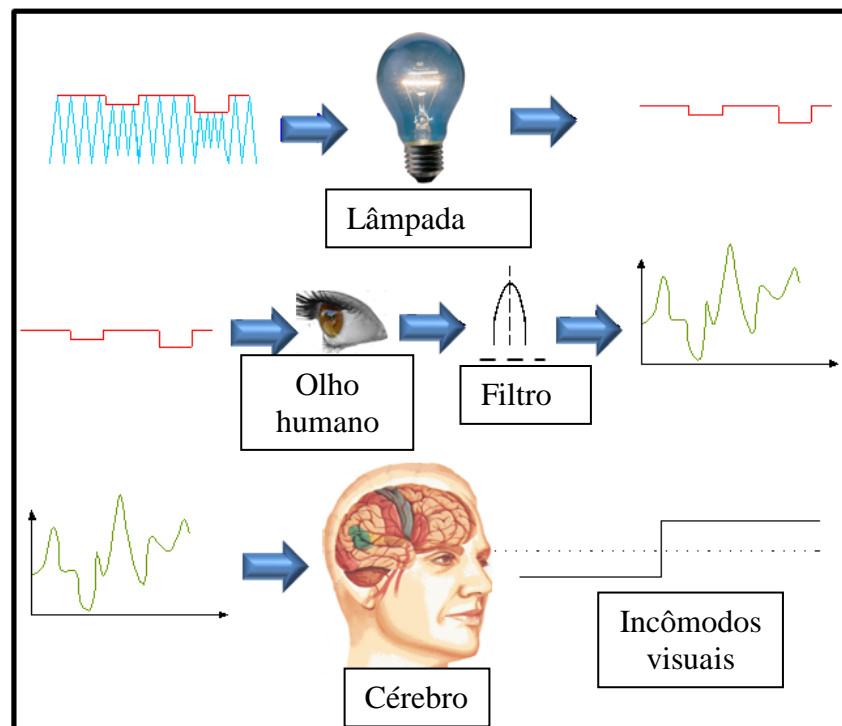 Lâmpada
Olho
humano
Filtro
Incômodos
visuais
Cérebro